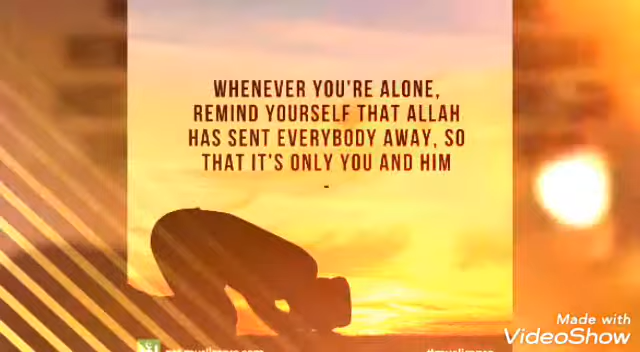 WHENEVER YOU'RE ALONE,
REMIND YOURSELF THAT ALLAH
HAS SENT EVERYBODY AWAY, SO
THAT IT'S ONLY YOU AND HIM
-
Made with
VideoShow